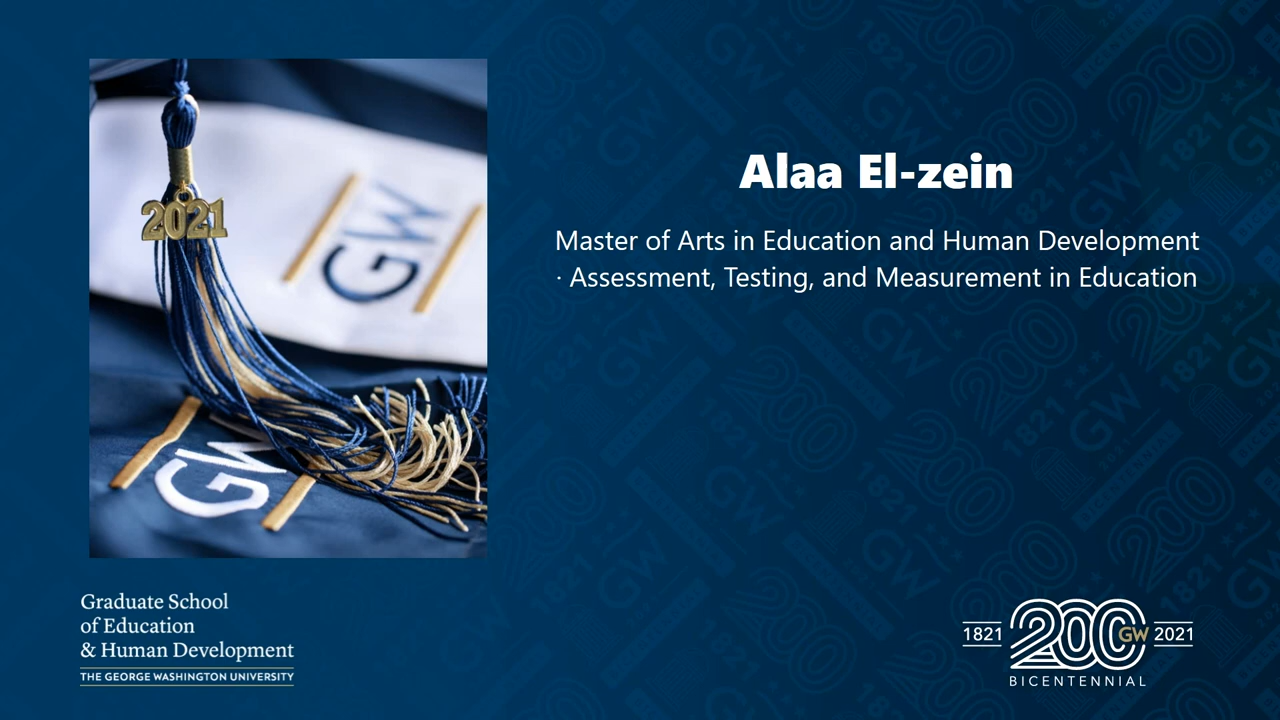 Alaa El-zein
Master of Arts in Education and Human Development
· Assessment, Testing, and Measurement in Education
2021
GW
GW
Graduate School
of Education
& Human Development
THE GEORGE WASHINGTON UNIVERSITY
1821 200 GW 2021
BICENTENNIAL